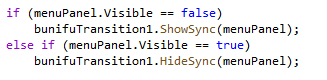 if (menuPanel.Visible == false)
    bunifuTransition1.ShowSync(menuPanel);
else if (menuPanel.Visible == true)
    bunifuTransition1.HideSync(menuPanel);